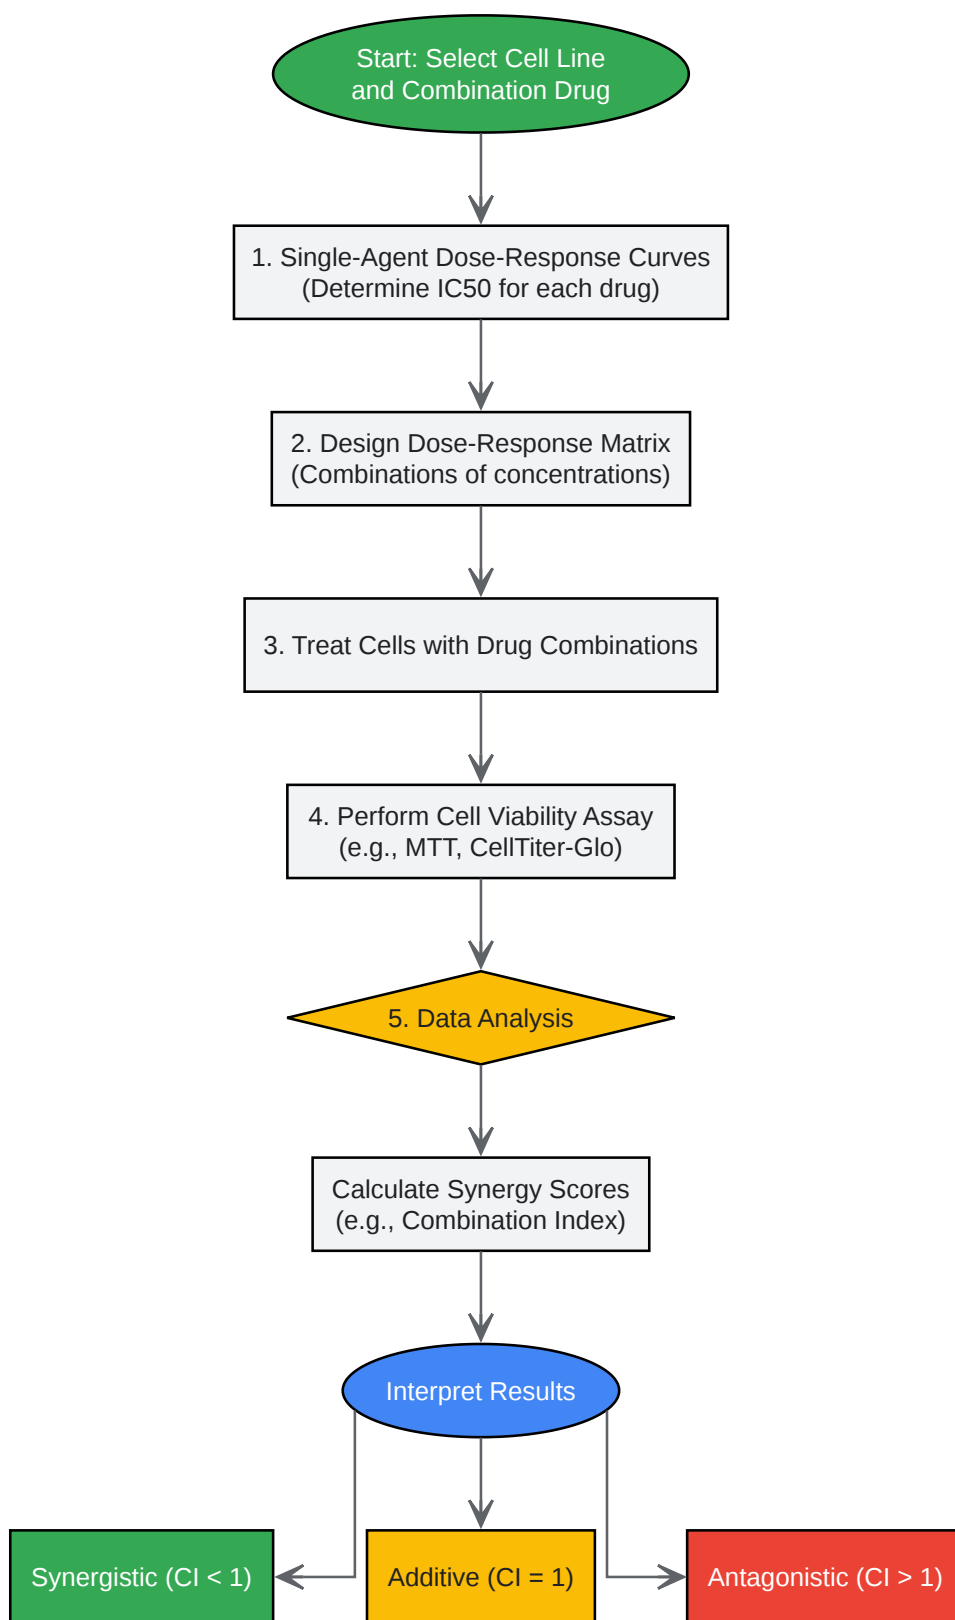 Start: Select Cell Line
and Combination Drug
1. Single-Agent Dose-Response Curves
(Determine IC50 for each drug)
2. Design Dose-Response Matrix
(Combinations of concentrations)
3. Treat Cells with Drug Combinations
4. Perform Cell Viability Assay
(e.g., MTT, CellTiter-Glo)
5. Data Analysis
Calculate Synergy Scores
(e.g., Combination Index)
Interpret Results
Synergistic (CI < 1)
Additive (CI = 1)
Antagonistic (CI > 1)